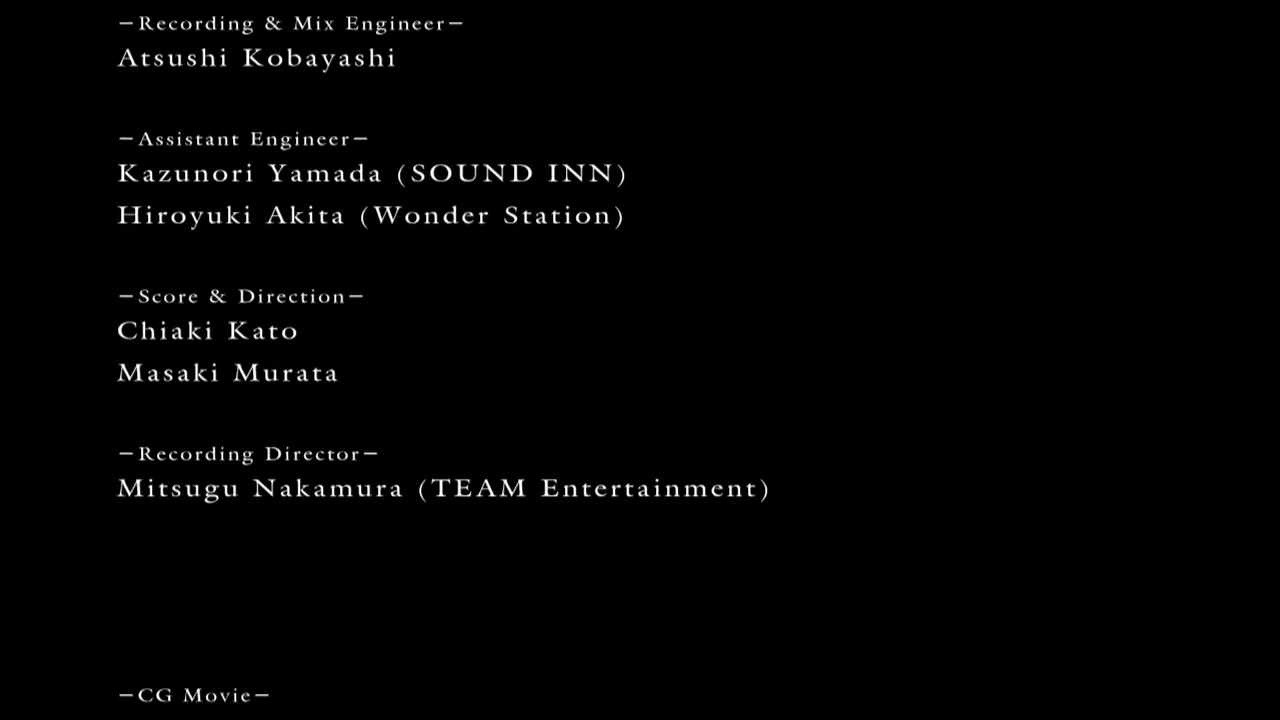 —Recording & Mix Engineer—
Atsushi Kobayashi
—Assistant Engineer—
Kazunori Yamada (SOUND INN)
Hiroyuki Akita (Wonder Station)
—Score & Direction—
Chiaki Kato
Masaki Murata
—Recording Director—
Mitsugu Nakamura (TEAM Entertainment)
—CG Movie—